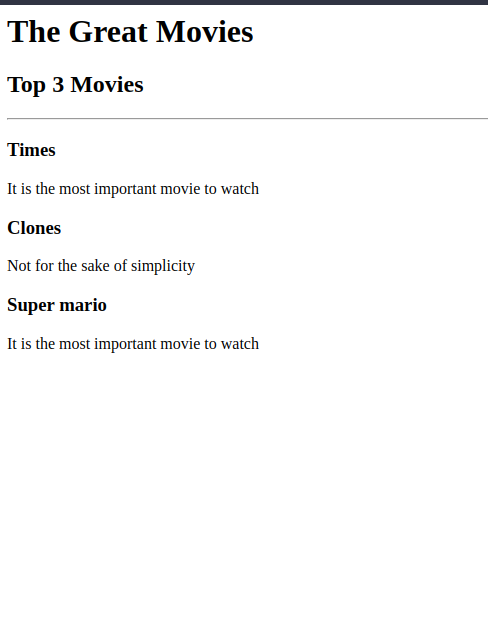 The Great Movies
Top 3 Movies
Times
It is the most important movie to watch
Clones
Not for the sake of simplicity
Super mario
It is the most important movie to watch